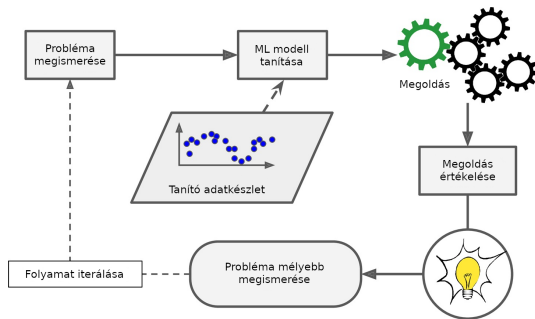 Probléma
megismerése
ML modell
tanítása
Megoldás
Tanító adatkészlet
Megoldás
értékelése
Folyamat iterálása
Probléma mélyebb
megismerése